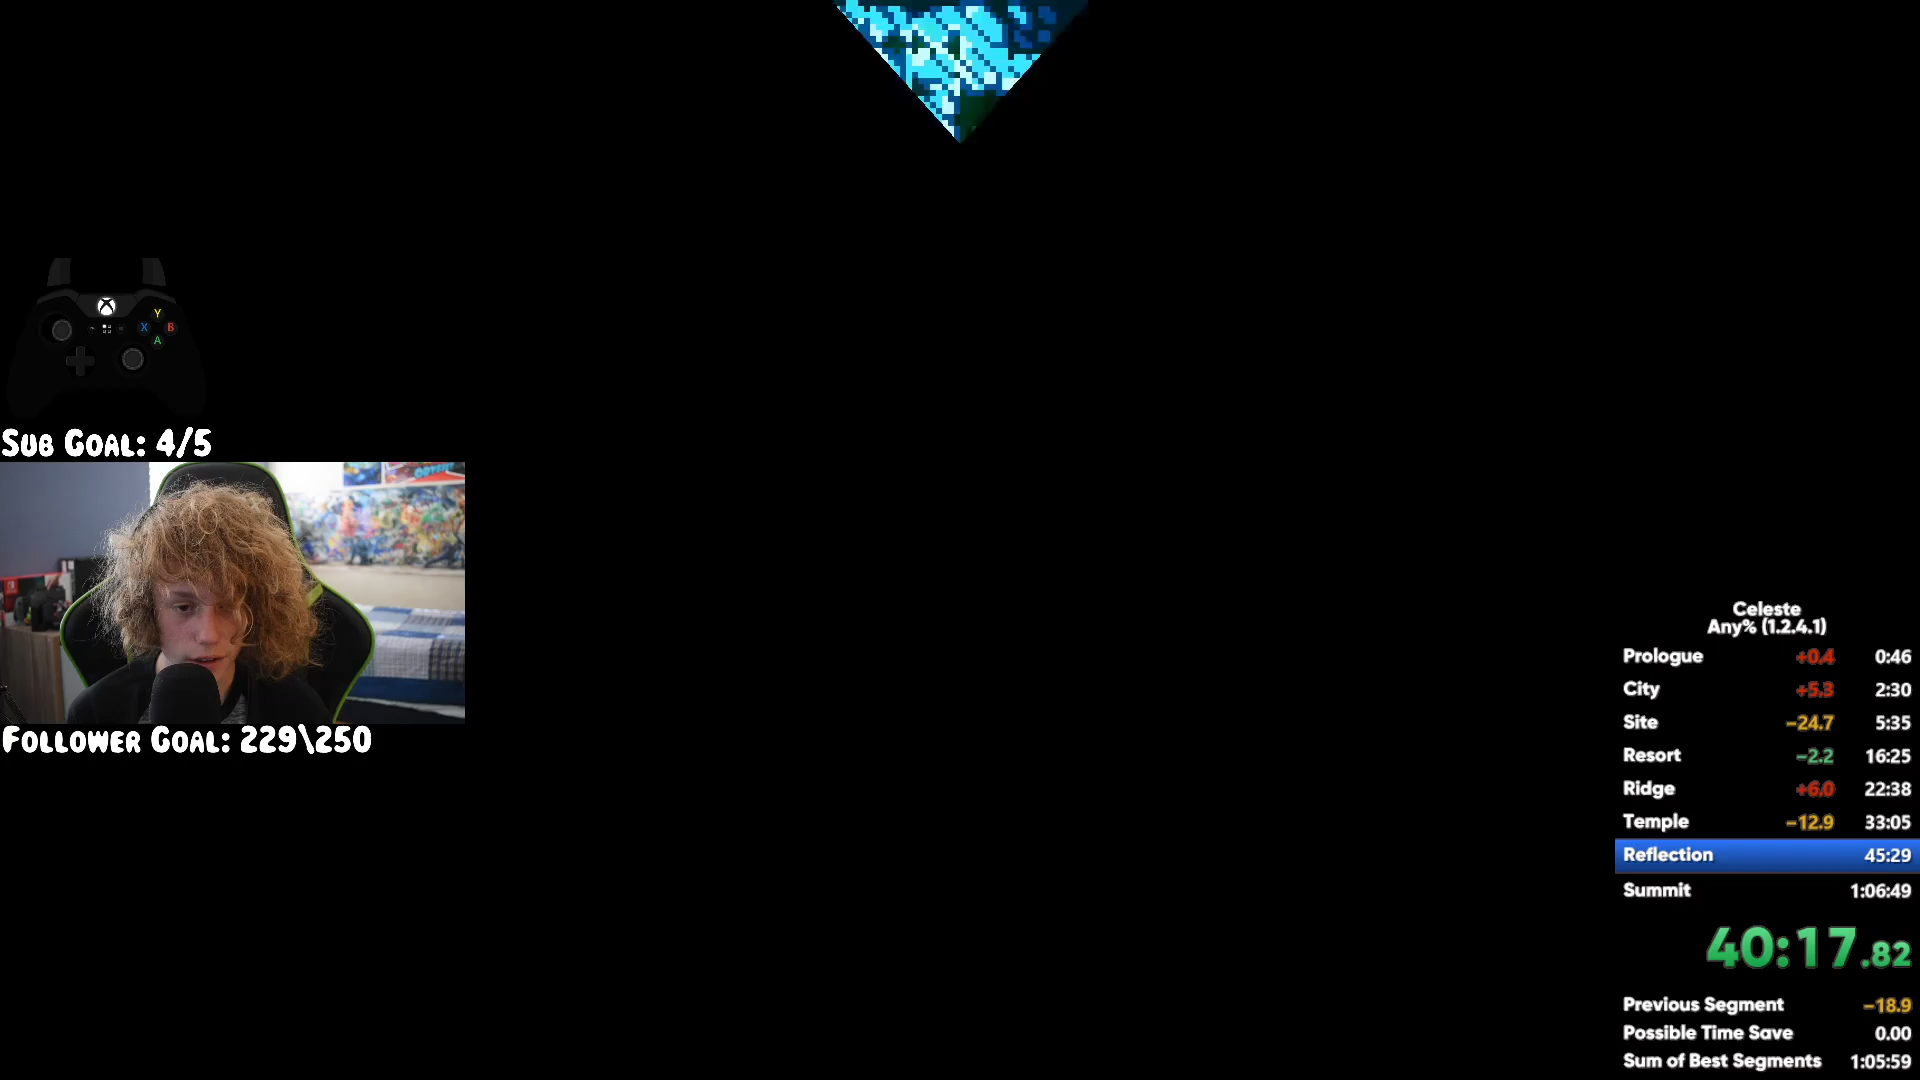 Y
X
B
A
SUB GOAL: 4/5
ODYSSEY
FOLLOWER GOAL: 229\250
Celeste
Any% (1.2.4.1)
Prologue +0.4 0:46
City +5.3 2:30
Site −24.7 5:35
Resort −2.2 16:25
Ridge +6.0 22:38
Temple −12.9 33:05
Reflection 45:29
Summit 1:06:49
40:17.82
Previous Segment −18.9
Possible Time Save 0.00
Sum of Best Segments 1:05:59